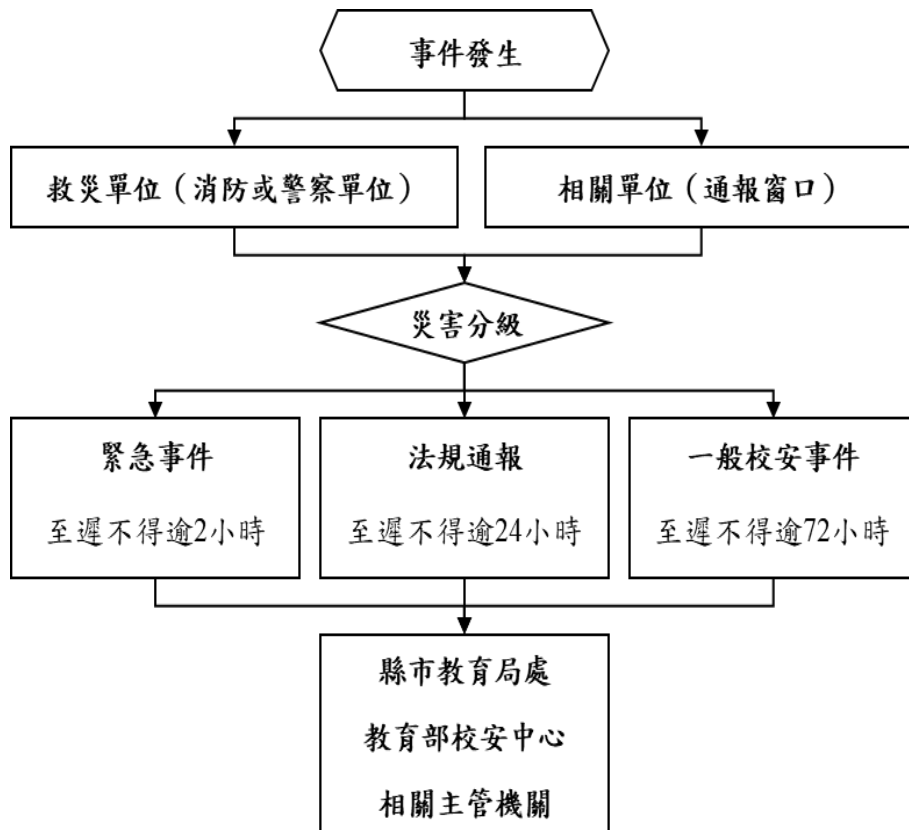 事件發生
救災單位（消防或警察單位）
相關單位（通報窗口）
災害分級
緊急事件
至遲不得逾2小時
法規通報
至遲不得逾24小時
一般校安事件
至遲不得逾72小時
縣市教育局處
教育部校安中心
相關主管機關